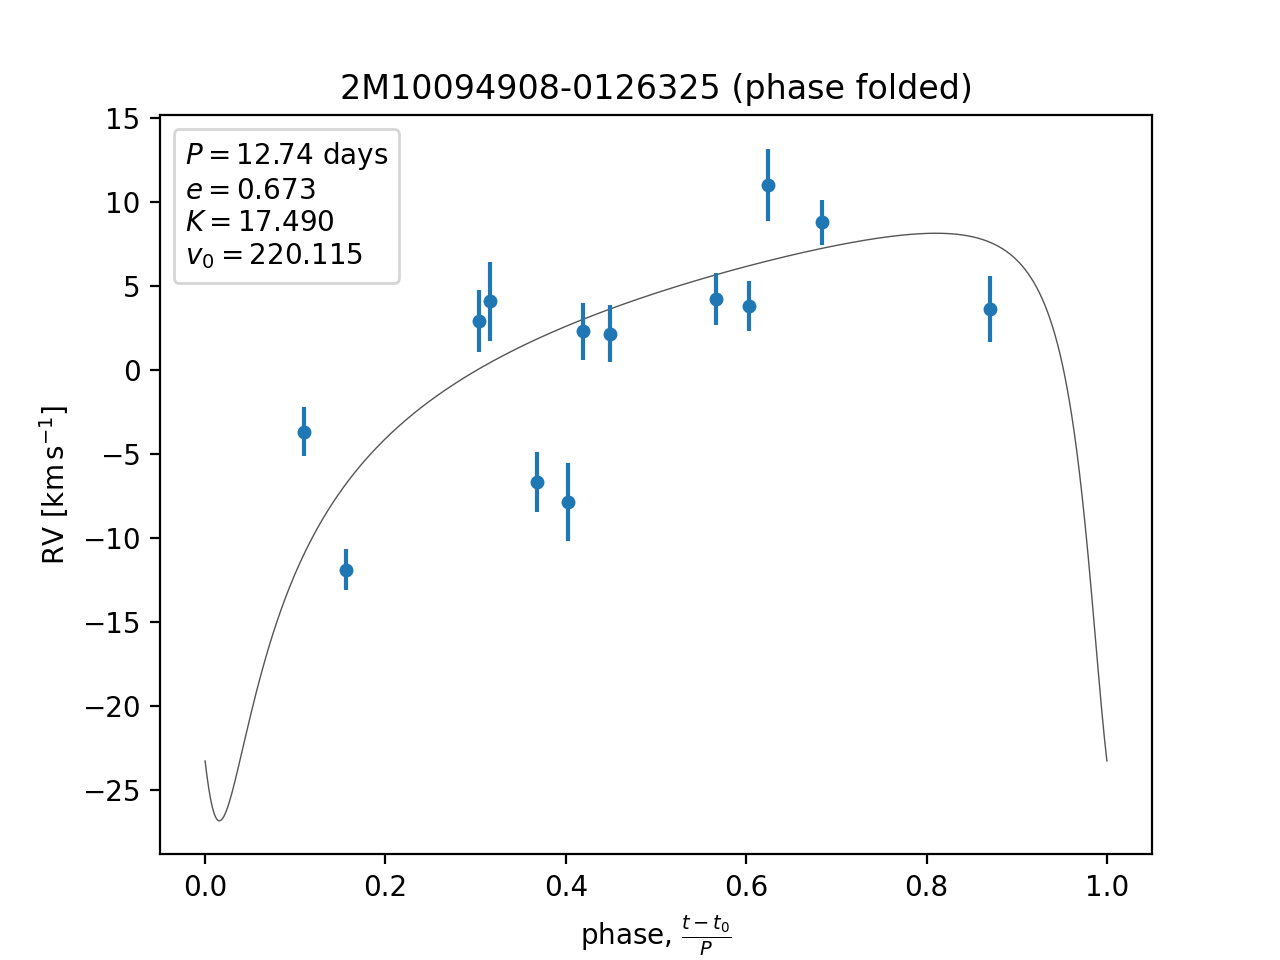 2M10094908-0126325 (phase folded)
P = 12.74 days
e = 0.673
K = 17.490
v₀ = 220.115
15
10
5
0
−5
−10
−15
−20
−25
RV [km s⁻¹]
0.0 0.2 0.4 0.6 0.8 1.0
phase, (t − t₀)/P